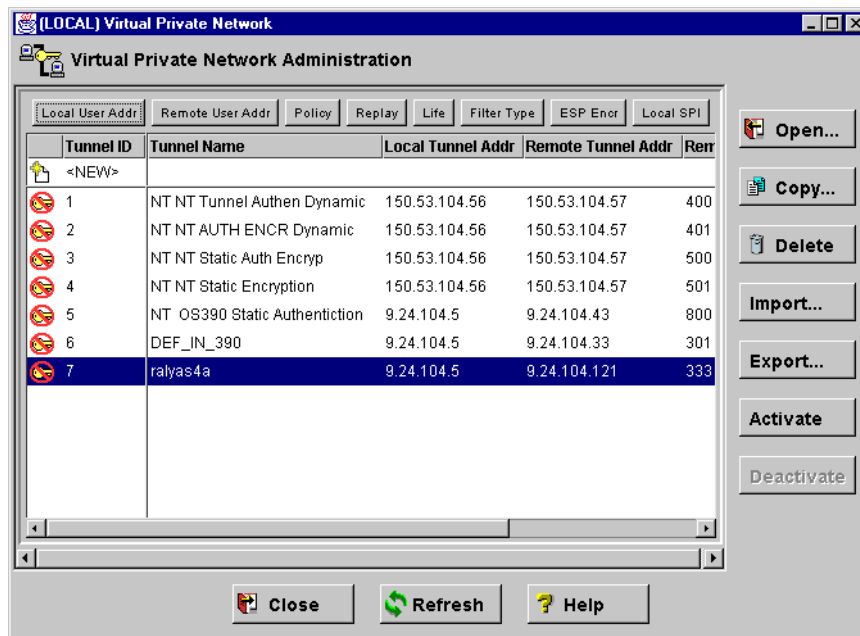 (LOCAL) Virtual Private Network
Virtual Private Network Administration
Local User Addr Remote User Addr Policy Replay Life Filter Type ESP Encr Local SPI
Tunnel ID Tunnel Name Local Tunnel Addr Remote Tunnel Addr Rem
<NEW>
1 NT NT Tunnel Authen Dynamic 150.53.104.56 150.53.104.57 400
2 NT NT AUTH ENCR Dynamic 150.53.104.56 150.53.104.57 401
3 NT NT Static Auth Encryp 150.53.104.56 150.53.104.57 500
4 NT NT Static Encryption 150.53.104.56 150.53.104.57 501
5 NT OS390 Static Authentiction 9.24.104.5 9.24.104.43 800
6 DEF_IN_390 9.24.104.5 9.24.104.33 301
7 ralyas4a 9.24.104.5 9.24.104.121 333
Open...
Copy...
Delete
Import...
Export...
Activate
Deactivate
Close Refresh Help